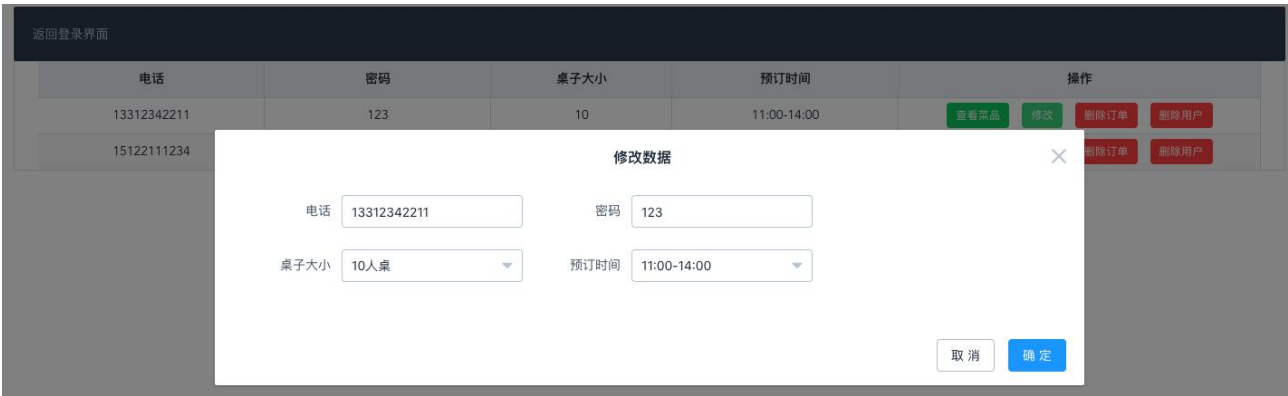 返回登录界面
电话 密码 桌子大小 预订时间 操作
13312342211 123 10 11:00-14:00 查看菜品 修改 删除订单 删除用户
15122111234 删除订单 删除用户
修改数据
电话 13312342211 密码 123
桌子大小 10人桌 预订时间 11:00-14:00
取消 确定